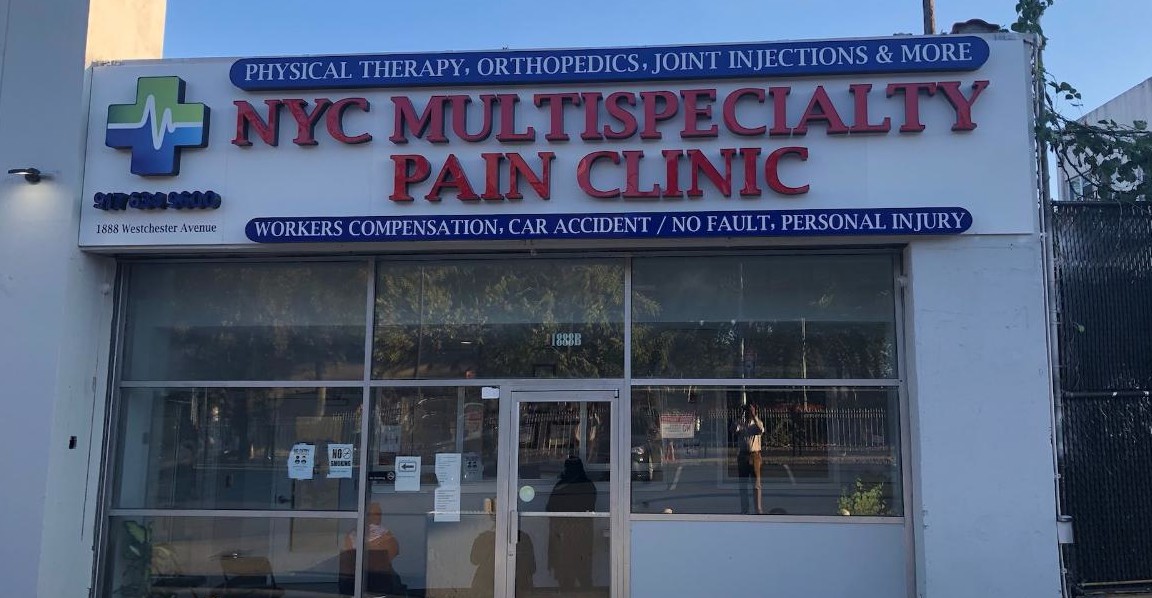 PHYSICAL THERAPY, ORTHOPEDICS, JOINT INJECTIONS & MORE
NYC MULTISPECIALTY
PAIN CLINIC
1888 Westchester Avenue
WORKERS COMPENSATION, CAR ACCIDENT / NO FAULT, PERSONAL INJURY
1888B
NO
SMOKING